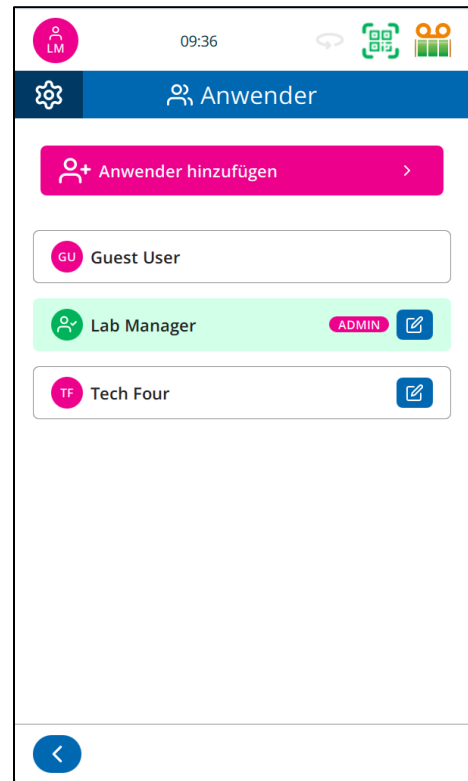 LM
09:36
Anwender
Anwender hinzufügen
GU Guest User
Lab Manager ADMIN
TF Tech Four